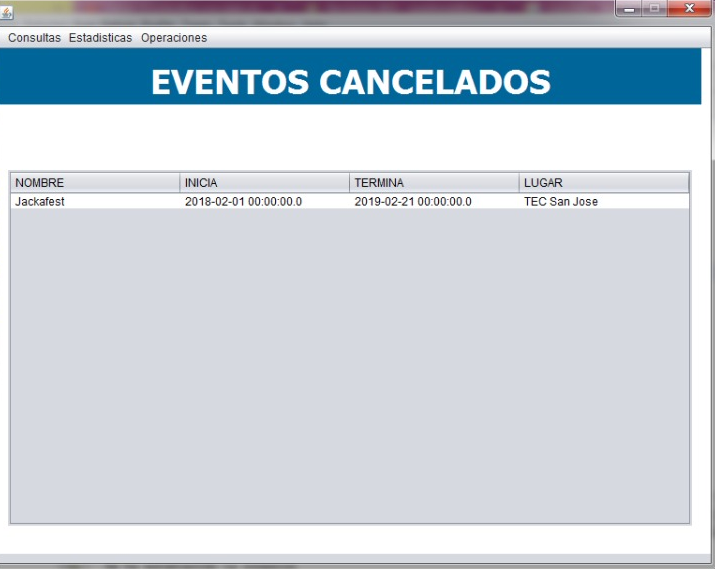 Consultas Estadisticas Operaciones
EVENTOS CANCELADOS
NOMBRE INICIA TERMINA LUGAR
Jackafest 2018-02-01 00:00:00.0 2019-02-21 00:00:00.0 TEC San Jose